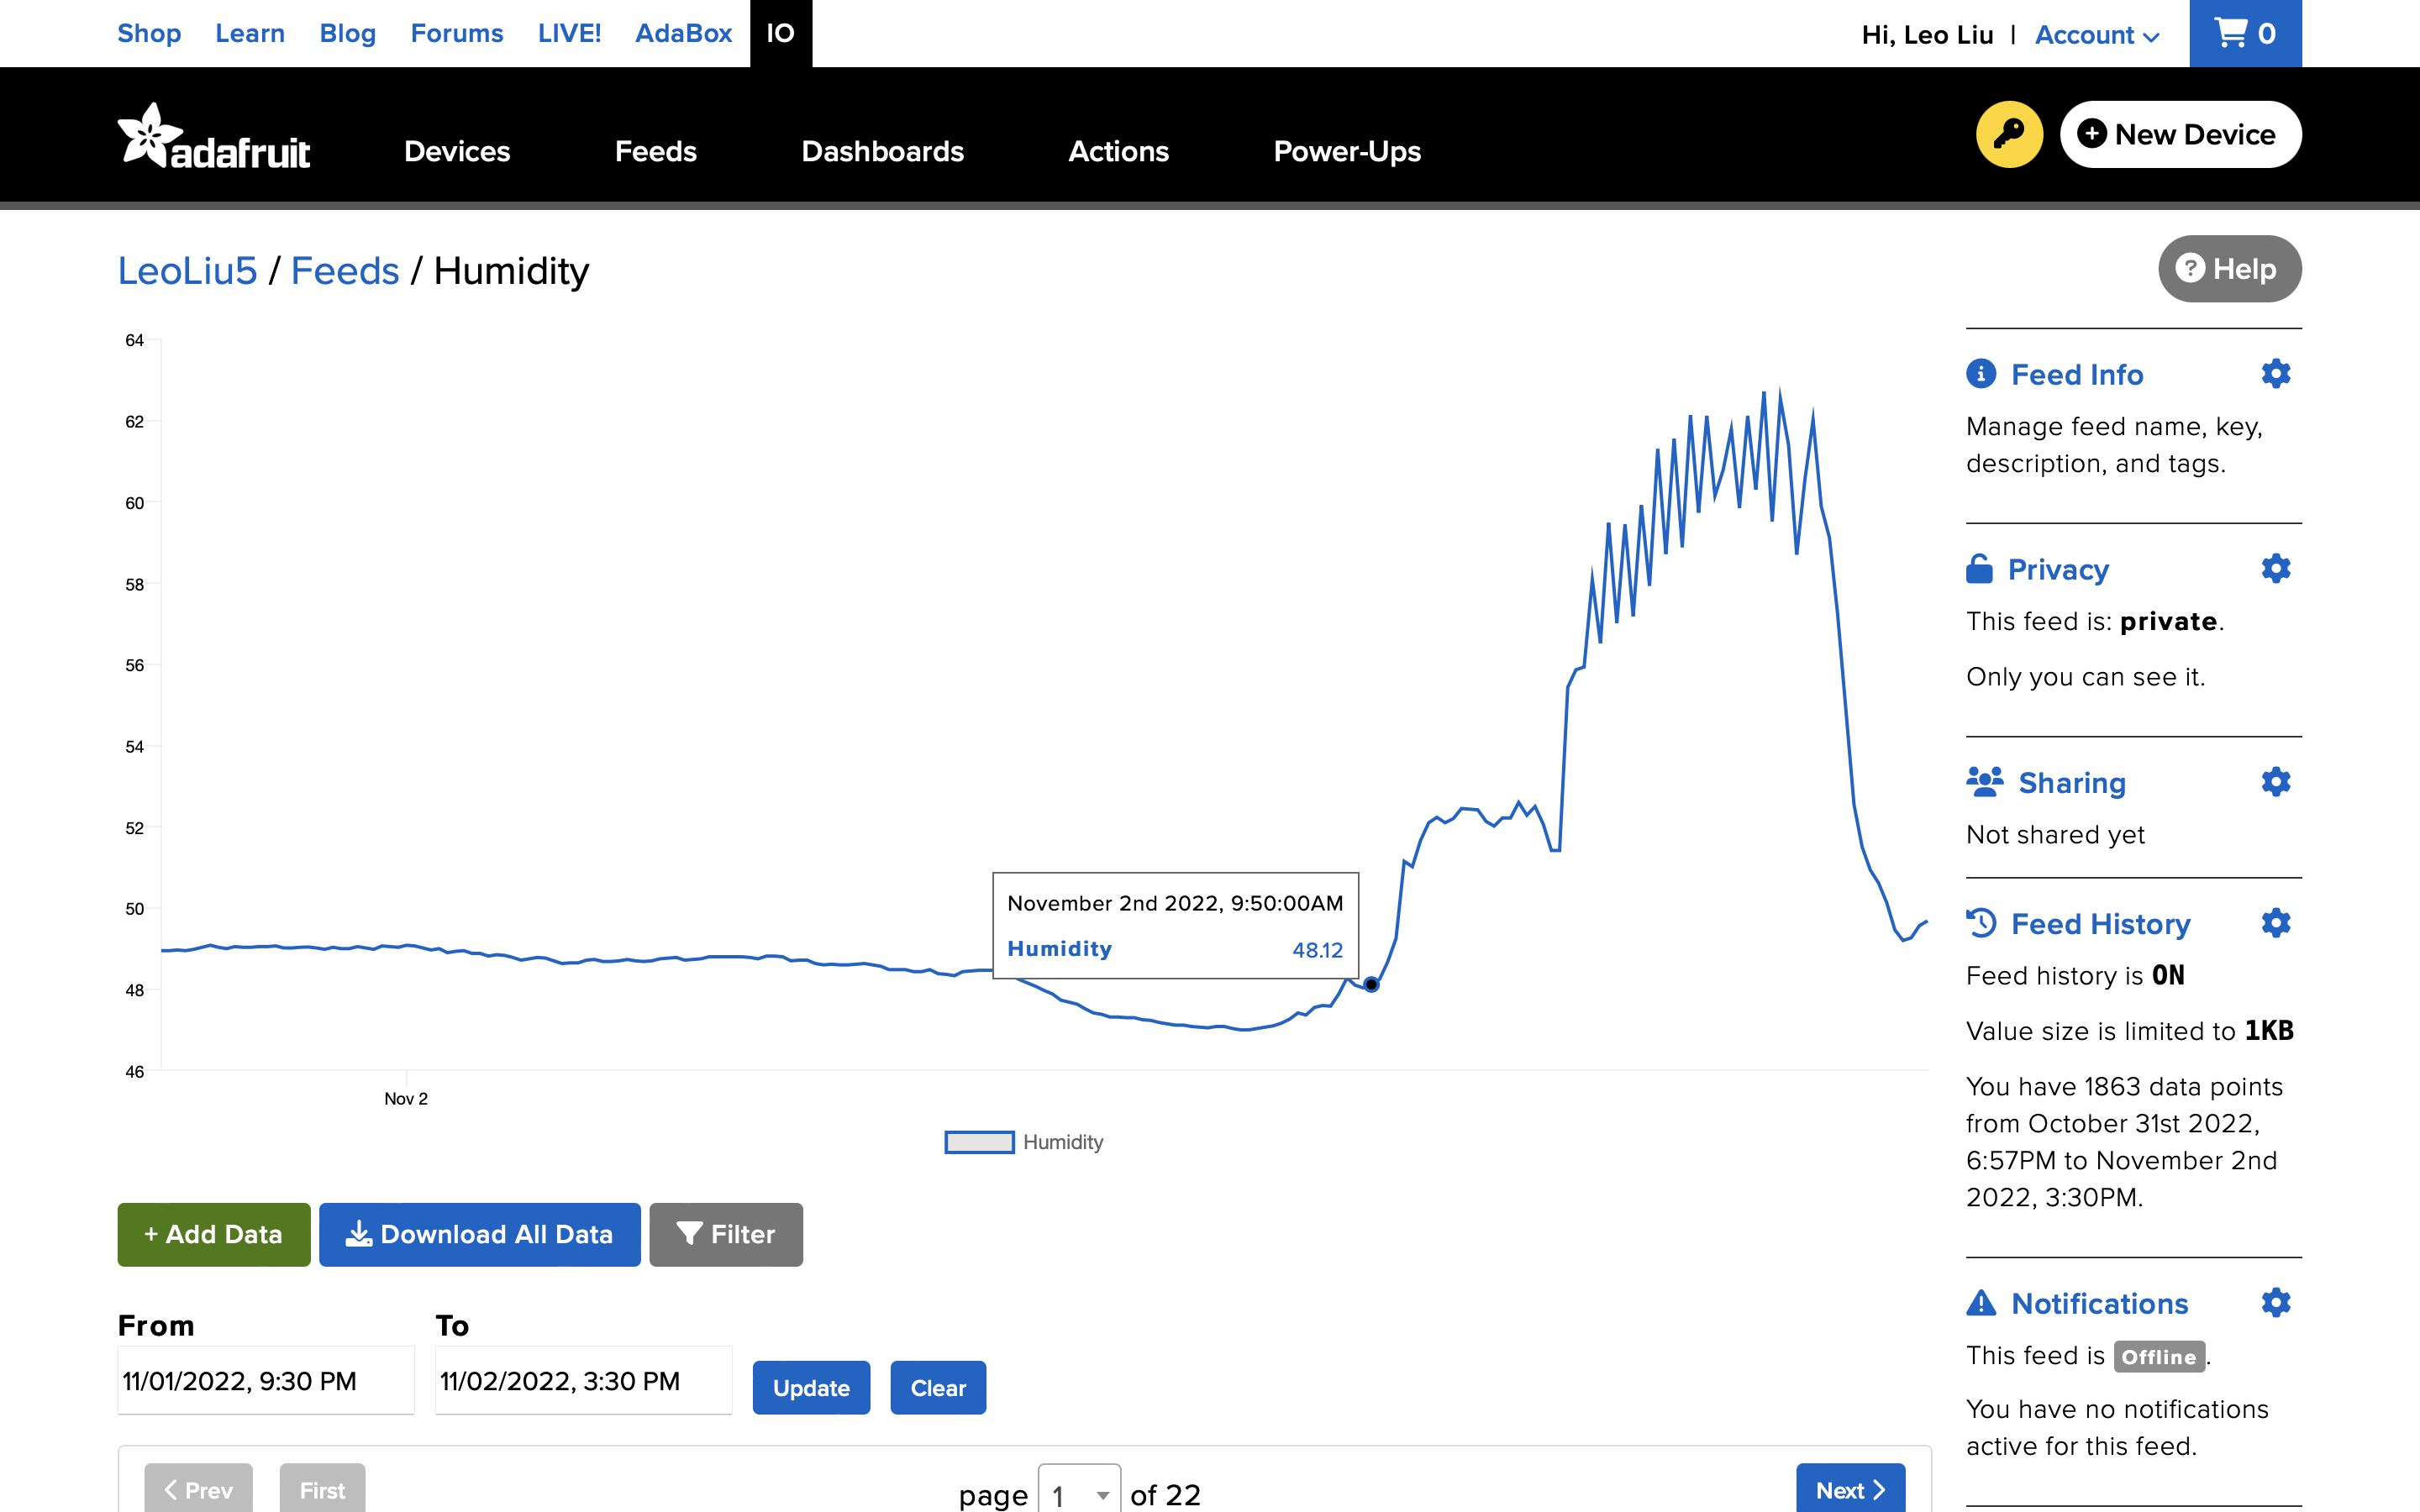 Shop Learn Blog Forums LIVE! AdaBox IO Hi, Leo Liu | Account 0
adafruit Devices Feeds Dashboards Actions Power-Ups New Device
LeoLiu5 / Feeds / Humidity
Help
64
62
60
58
56
54
52
50
48
46
Nov 2
November 2nd 2022, 9:50:00AM
Humidity 48.12
Humidity
+ Add Data Download All Data Filter
From To
11/01/2022, 9:30 PM 11/02/2022, 3:30 PM Update Clear
Prev First page 1 of 22 Next
Feed Info
Manage feed name, key,
description, and tags.
Privacy
This feed is: private.
Only you can see it.
Sharing
Not shared yet
Feed History
Feed history is ON
Value size is limited to 1KB
You have 1863 data points
from October 31st 2022,
6:57PM to November 2nd
2022, 3:30PM.
Notifications
This feed is Offline.
You have no notifications
active for this feed.